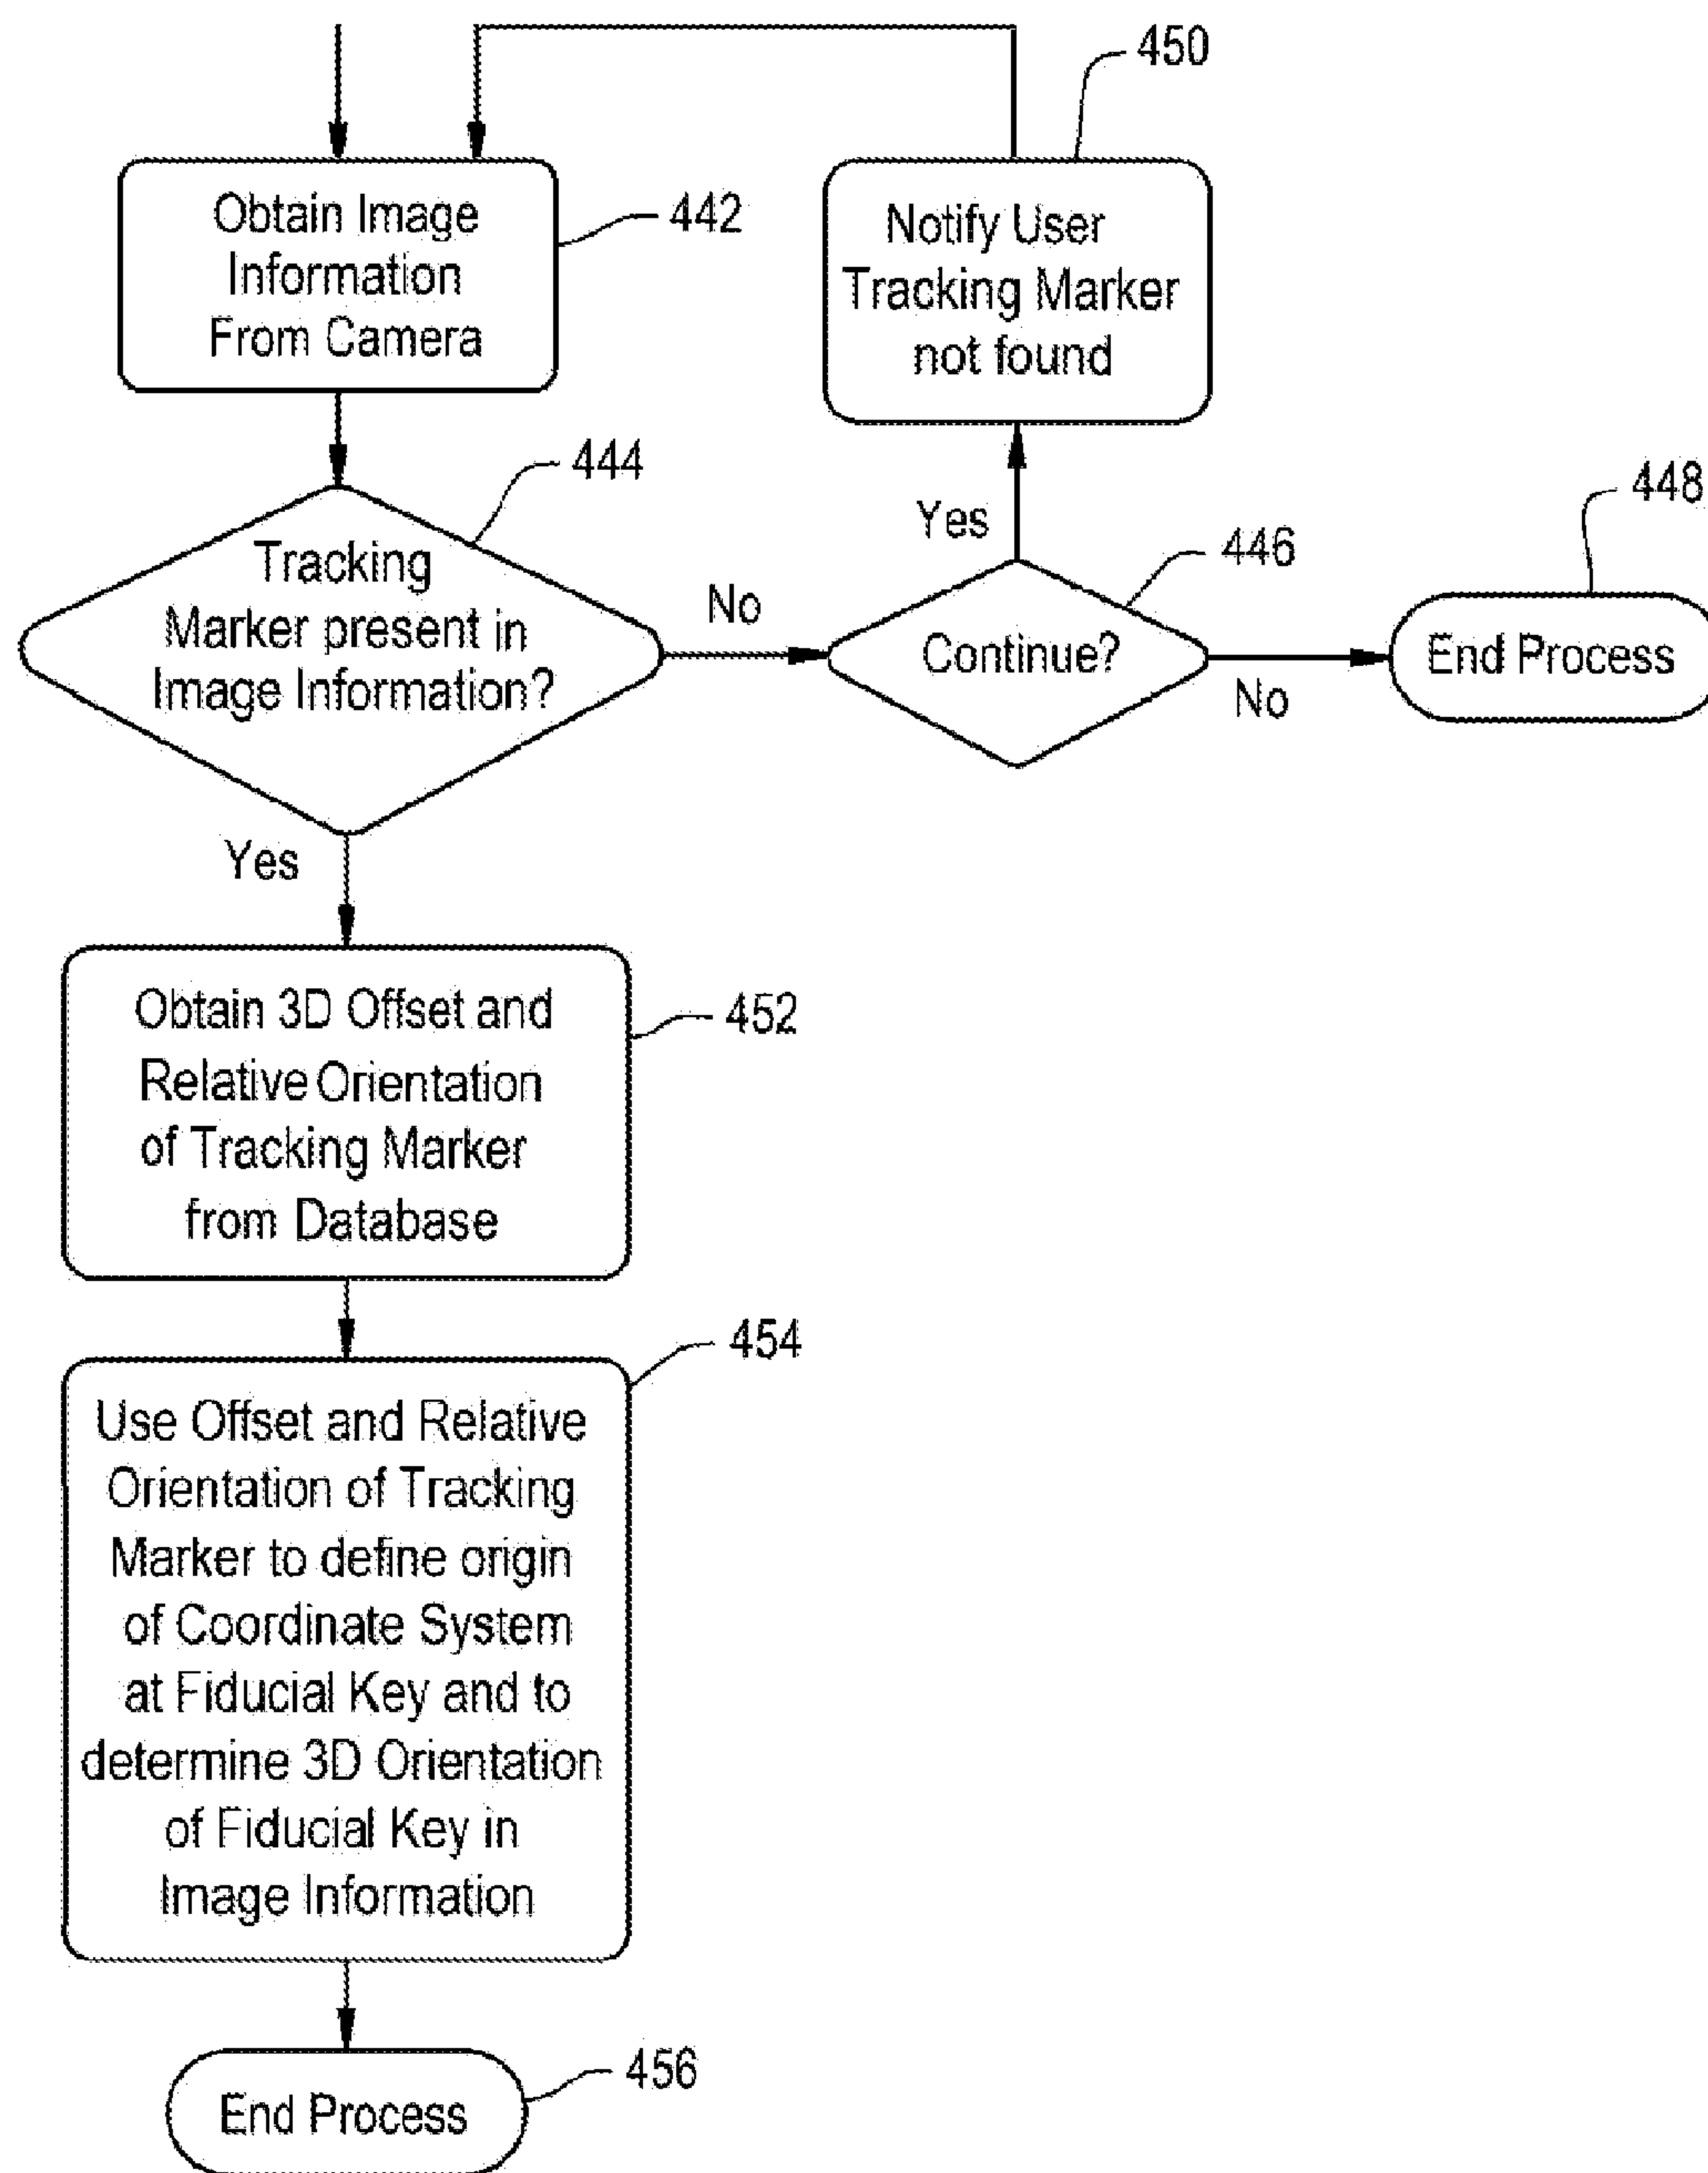 450
Obtain Image
Information
From Camera
442
Notify User
Tracking Marker
not found
444
Tracking
Marker present in
Image Information?
No
Yes
446
Continue?
No
448
End Process
Yes
Obtain 3D Offset and
Relative Orientation
of Tracking Marker
from Database
452
454
Use Offset and Relative
Orientation of Tracking
Marker to define origin
of Coordinate System
at Fiducial Key and to
determine 3D Orientation
of Fiducial Key in
Image Information
456
End Process